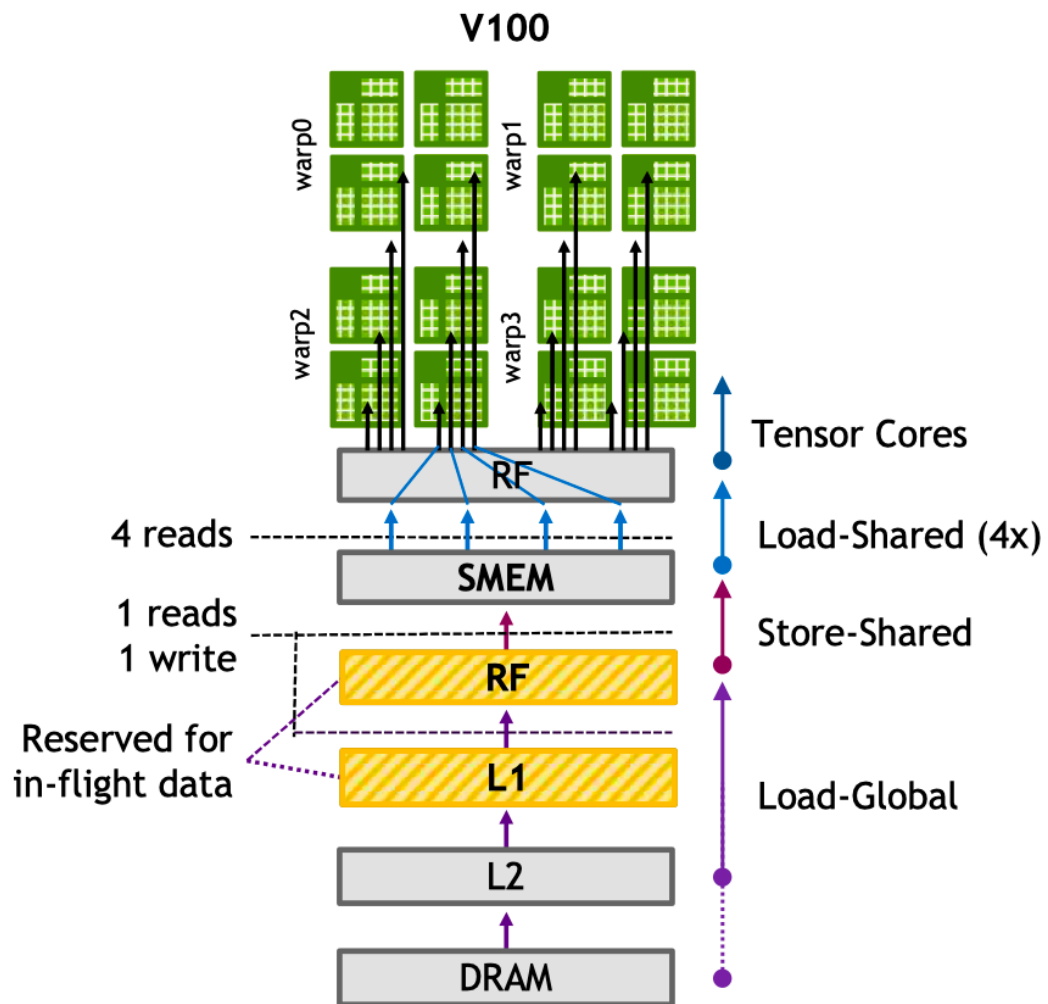 V100
warp0
warp1
warp2
warp3
Tensor Cores
RF
4 reads
Load-Shared (4x)
SMEM
1 reads
1 write
Store-Shared
RF
Reserved for
in-flight data
L1
Load-Global
L2
DRAM